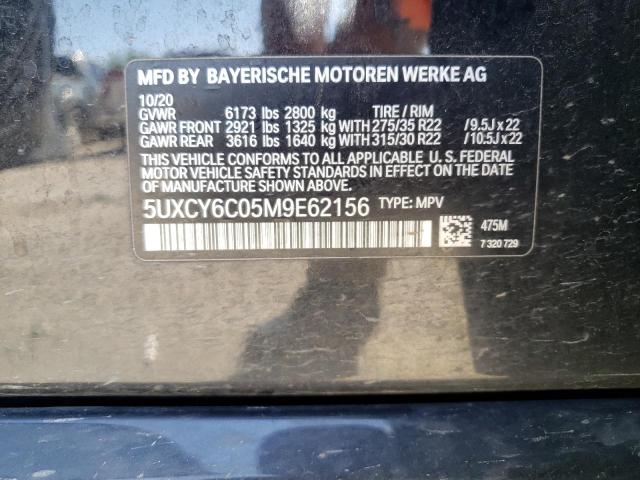 MFD BY BAYERISCHE MOTOREN WERKE AG
10/20
GVWR 6173 lbs 2800 kg TIRE / RIM
GAWR FRONT 2921 lbs 1325 kg WITH 275/35 R22 /9.5J x 22
GAWR REAR 3616 lbs 1640 kg WITH 315/30 R22 /10.5J x 22
THIS VEHICLE CONFORMS TO ALL APPLICABLE U. S. FEDERAL
MOTOR VEHICLE SAFETY STANDARDS IN EFFECT ON THE DATE
OF MANUFACTURE SHOWN ABOVE.
5UXCY6C05M9E62156 TYPE: MPV
475M
7 320 729